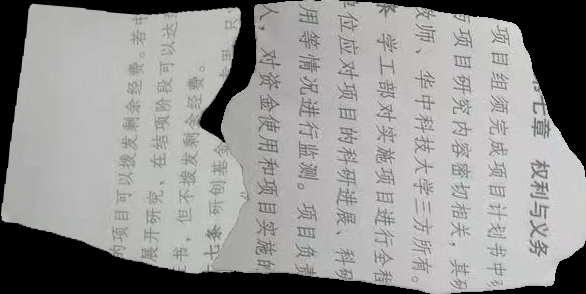 的项目可以拨发剩余经费。若中
展开研究，在结项阶段可以达
书，但不拨发剩余经费。
七条 研创基金
七章 权利与义务
项目组须完成项目计划书中
项目研究内容密切相关，其研
教师、华中科技大学三方所有。
条 学工部对实施项目进行全程
单位应对项目的科研进展、科研
用等情况进行监测。项目负责
人，对资金使用和项目实施的